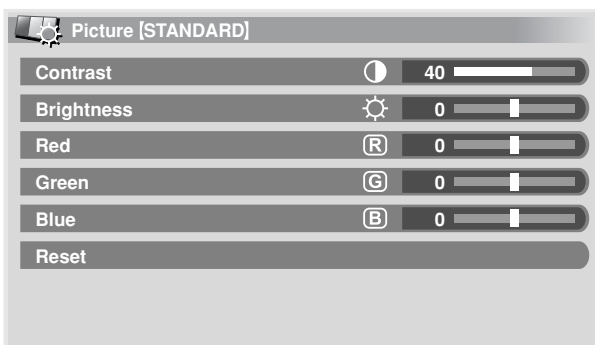 Picture [STANDARD]
Contrast 40
Brightness 0
Red R 0
Green G 0
Blue B 0
Reset